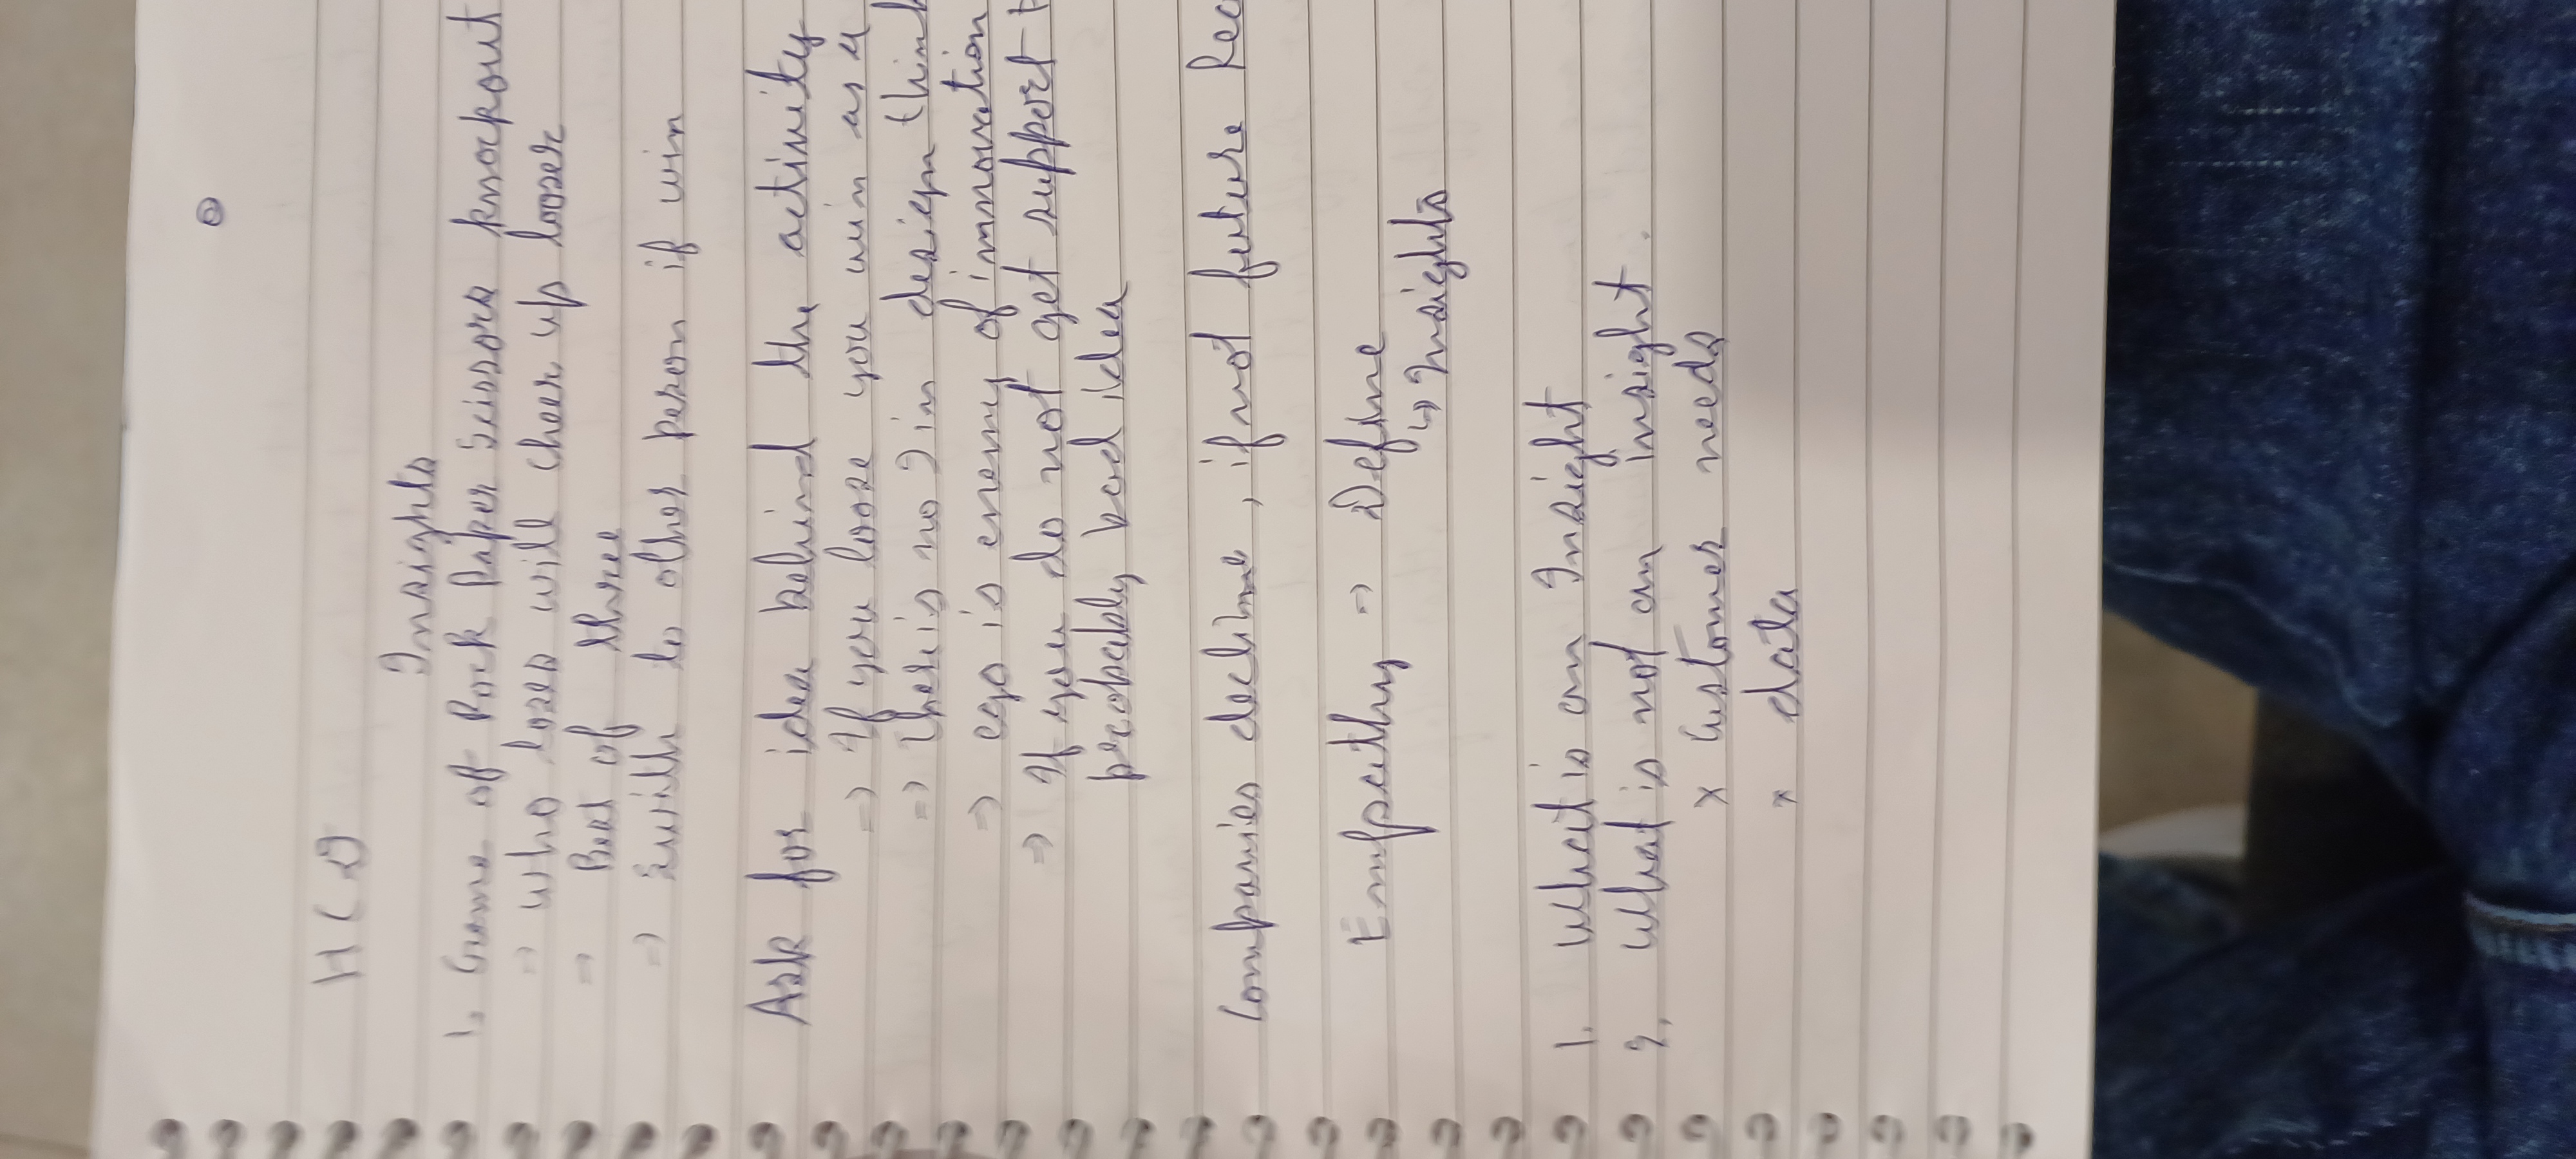 HCD
Insights
1. Game of Rock Paper Scissors knockout
⇒ who loses will cheer up looser
⇒ Best of three
⇒ Swith to other person if win
Ask for idea behind the activity
⇒ If you loose you win as a
⇒ there is no I in design think
⇒ ego is enemy of innovation
⇒ If you do not get support t
probably bad idea
Companies decline, if not future Rea
Empathy ⇒ Define
↳ Insights
1. What is an Insight
2. What is not an insight.
x Customer needs
x data